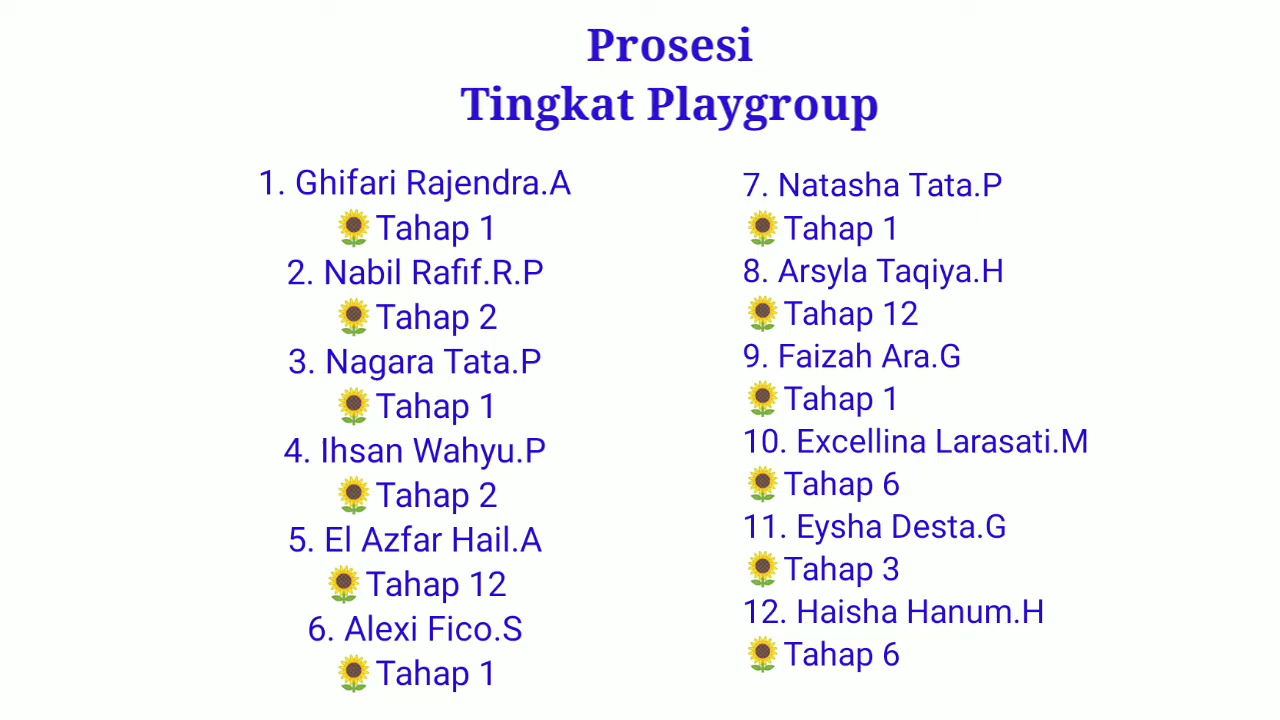 Prosesi
Tingkat Playgroup
1. Ghifari Rajendra.A
🌻Tahap 1
2. Nabil Rafif.R.P
🌻Tahap 2
3. Nagara Tata.P
🌻Tahap 1
4. Ihsan Wahyu.P
🌻Tahap 2
5. El Azfar Hail.A
🌻Tahap 12
6. Alexi Fico.S
🌻Tahap 1
7. Natasha Tata.P
🌻Tahap 1
8. Arsyla Taqiya.H
🌻Tahap 12
9. Faizah Ara.G
🌻Tahap 1
10. Excellina Larasati.M
🌻Tahap 6
11. Eysha Desta.G
🌻Tahap 3
12. Haisha Hanum.H
🌻Tahap 6